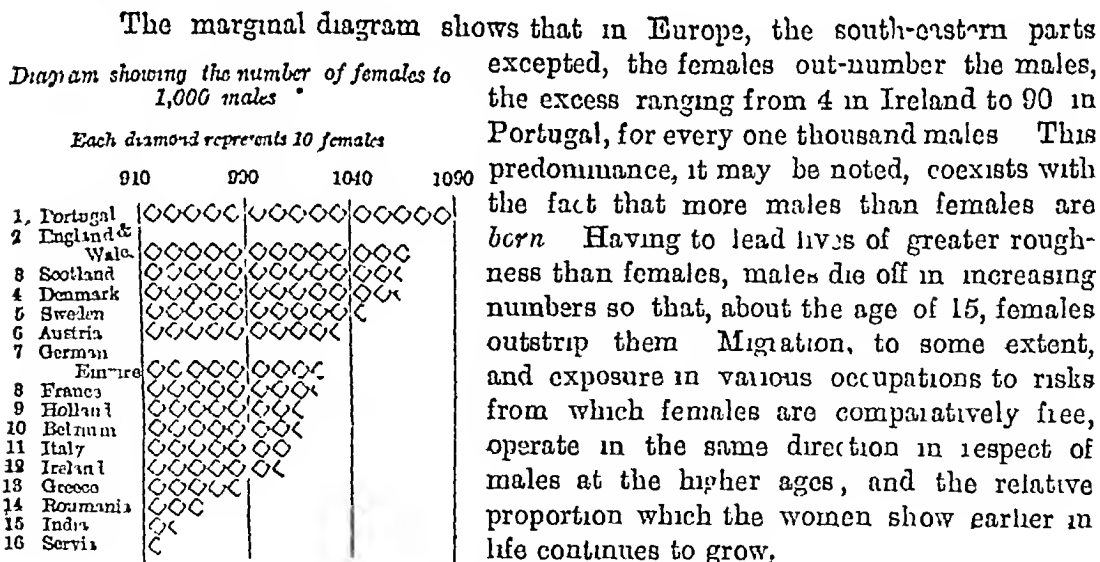 The marginal diagram shows that in Europe, the south-eastern parts
Diagram showing the number of females to
1,000 males
Each diamond represents 10 females
910 990 1040 1090
1. Portugal
2 England &
Wales
3 Scotland
4 Denmark
5 Sweden
6 Austria
7 German
Empire
8 France
9 Holland
10 Belgium
11 Italy
12 Ireland
13 Greece
14 Roumania
15 India
16 Servia
excepted, the females out-number the males,
the excess ranging from 4 in Ireland to 90 in
Portugal, for every one thousand males This
predominance, it may be noted, coexists with
the fact that more males than females are
born Having to lead lives of greater rough-
ness than females, males die off in increasing
numbers so that, about the age of 15, females
outstrip them Migration, to some extent,
and exposure in various occupations to risks
from which females are comparatively free,
operate in the same direction in respect of
males at the higher ages, and the relative
proportion which the women show earlier in
life continues to grow.